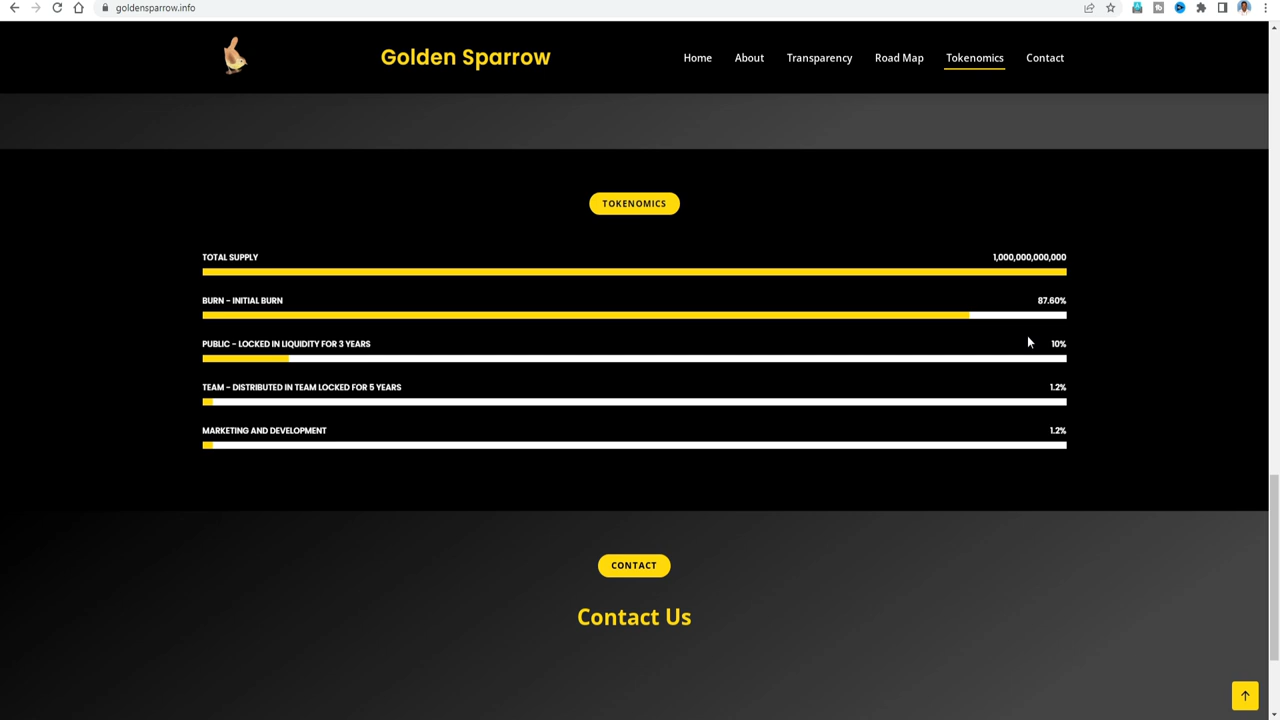 goldensparrow.info
Golden Sparrow
Home About Transparency Road Map Tokenomics Contact
TOKENOMICS
TOTAL SUPPLY 1,000,000,000,000
BURN - INITIAL BURN 87.60%
PUBLIC - LOCKED IN LIQUIDITY FOR 3 YEARS 10%
TEAM - DISTRIBUTED IN TEAM LOCKED FOR 5 YEARS 1.2%
MARKETING AND DEVELOPMENT 1.2%
CONTACT
Contact Us